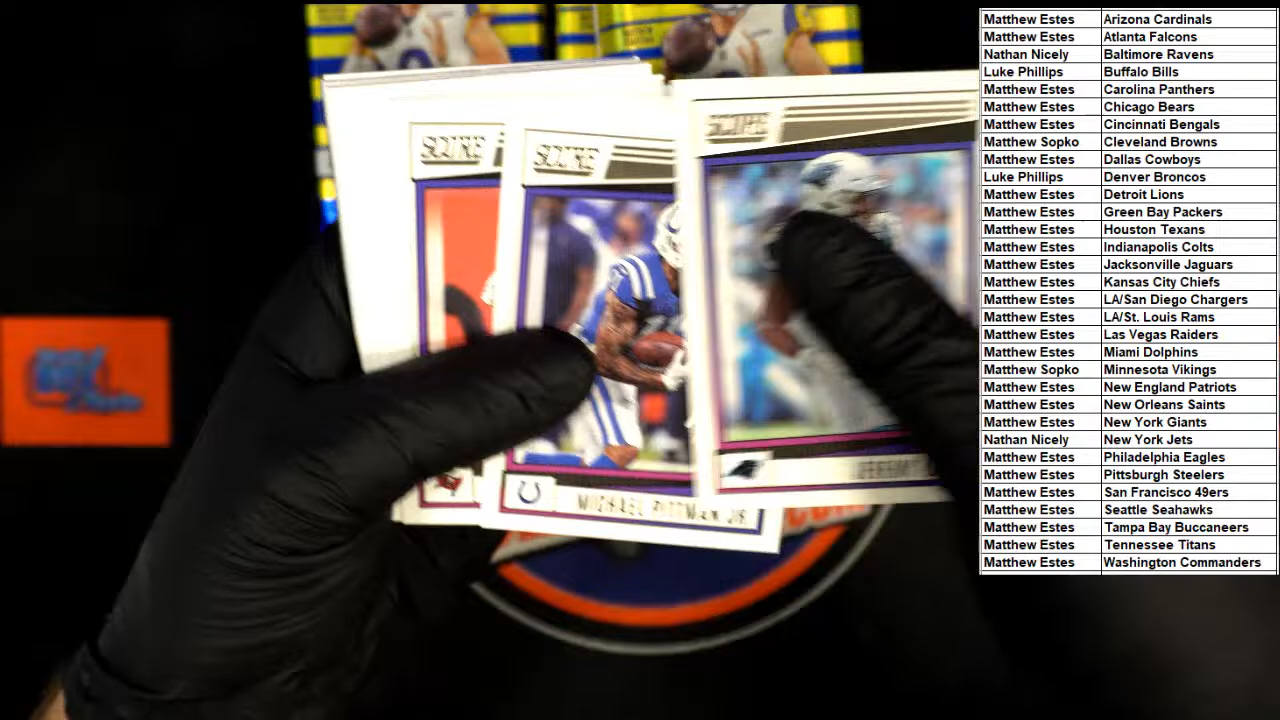 SCORE
SCORE
SCORE
MICHAEL PITTMAN JR
JEREMY
Matthew Estes Arizona Cardinals
Matthew Estes Atlanta Falcons
Nathan Nicely Baltimore Ravens
Luke Phillips Buffalo Bills
Matthew Estes Carolina Panthers
Matthew Estes Chicago Bears
Matthew Estes Cincinnati Bengals
Matthew Sopko Cleveland Browns
Matthew Estes Dallas Cowboys
Luke Phillips Denver Broncos
Matthew Estes Detroit Lions
Matthew Estes Green Bay Packers
Matthew Estes Houston Texans
Matthew Estes Indianapolis Colts
Matthew Estes Jacksonville Jaguars
Matthew Estes Kansas City Chiefs
Matthew Estes LA/San Diego Chargers
Matthew Estes LA/St. Louis Rams
Matthew Estes Las Vegas Raiders
Matthew Estes Miami Dolphins
Matthew Sopko Minnesota Vikings
Matthew Estes New England Patriots
Matthew Estes New Orleans Saints
Matthew Estes New York Giants
Nathan Nicely New York Jets
Matthew Estes Philadelphia Eagles
Matthew Estes Pittsburgh Steelers
Matthew Estes San Francisco 49ers
Matthew Estes Seattle Seahawks
Matthew Estes Tampa Bay Buccaneers
Matthew Estes Tennessee Titans
Matthew Estes Washington Commanders